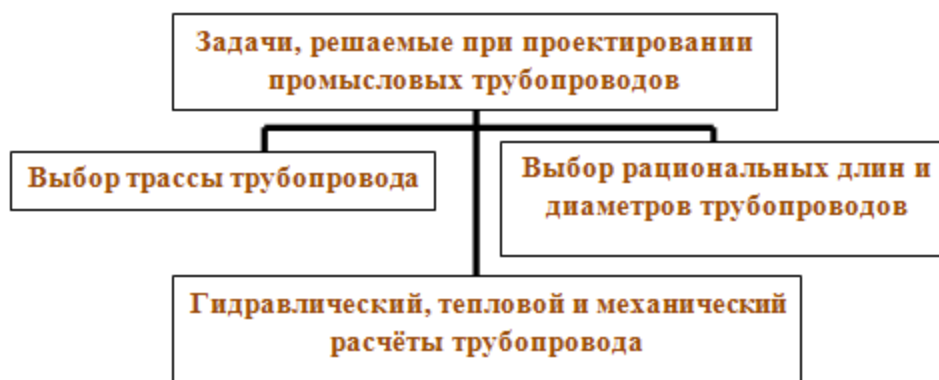 Задачи, решаемые при проектировании
промысловых трубопроводов
Выбор трассы трубопровода
Выбор рациональных длин и
диаметров трубопроводов
Гидравлический, тепловой и механический
расчёты трубопровода